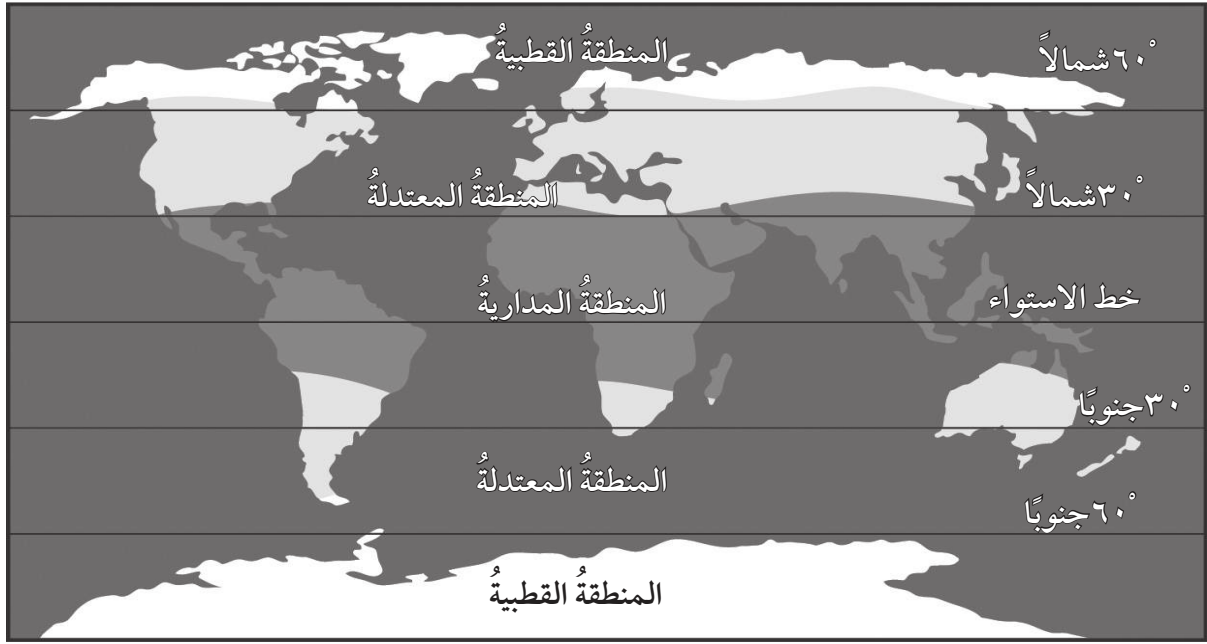 المنطقةُ القطبيةُ
٦٠° شمالاً
المنطقةُ المعتدلةُ
٣٠° شمالاً
المنطقةُ المداريةُ
خط الاستواء
٣٠° جنوبًا
المنطقةُ المعتدلةُ
٦٠° جنوبًا
المنطقةُ القطبيةُ